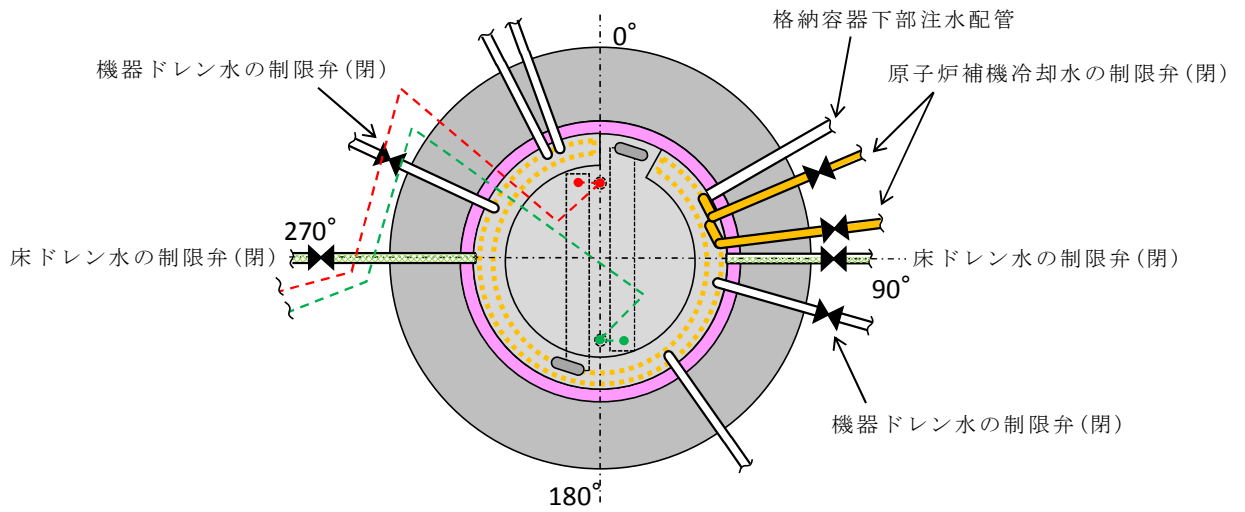 格納容器下部注水配管
0°
機器ドレン水の制限弁(閉)
原子炉補機冷却水の制限弁(閉)
270°
床ドレン水の制限弁(閉)
床ドレン水の制限弁(閉)
90°
機器ドレン水の制限弁(閉)
180°